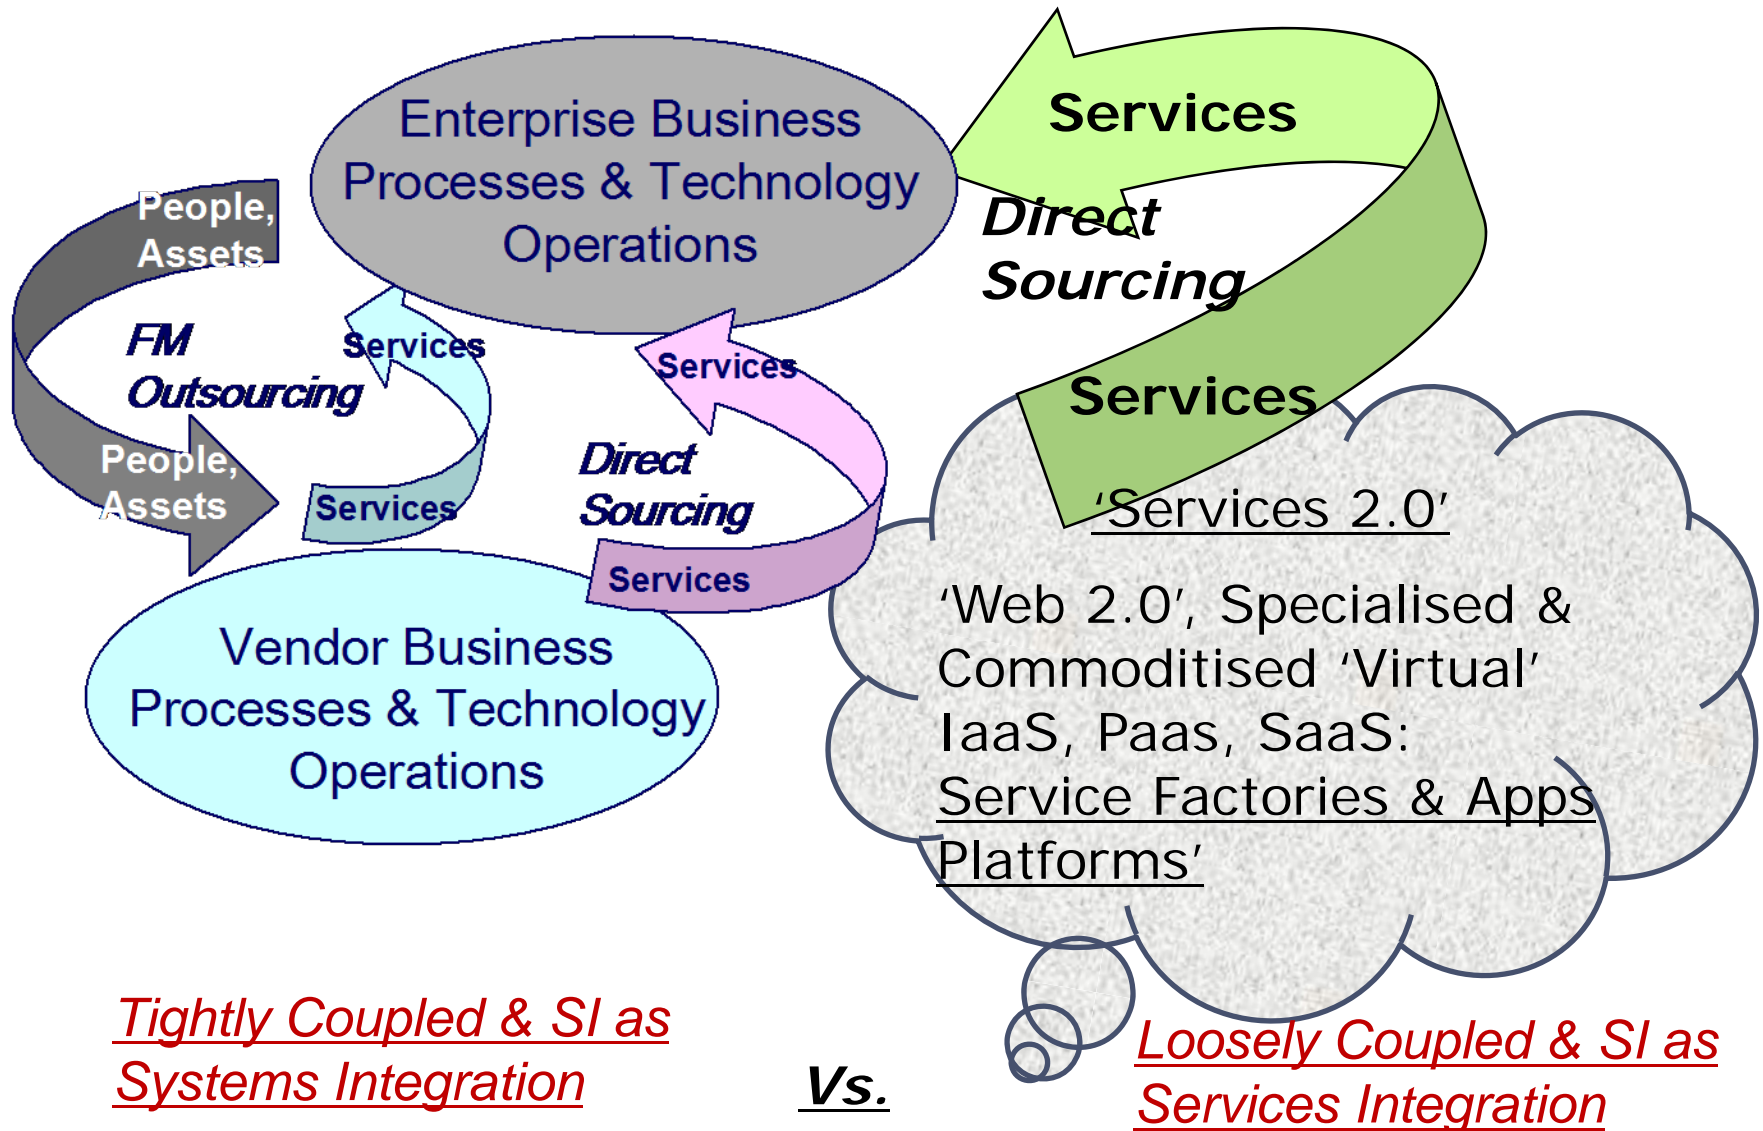 Enterprise Business
Processes & Technology
Operations
Services
Direct
Sourcing
Services
People,
Assets
FM
Outsourcing
People,
Assets
Services
Services
Services
Direct
Sourcing
Services
Vendor Business
Processes & Technology
Operations
‘Services 2.0’
‘Web 2.0’, Specialised &
Commoditised ‘Virtual’
IaaS, Paas, SaaS:
Service Factories & Apps
Platforms’
Tightly Coupled & SI as
Systems Integration
Vs.
Loosely Coupled & SI as
Services Integration